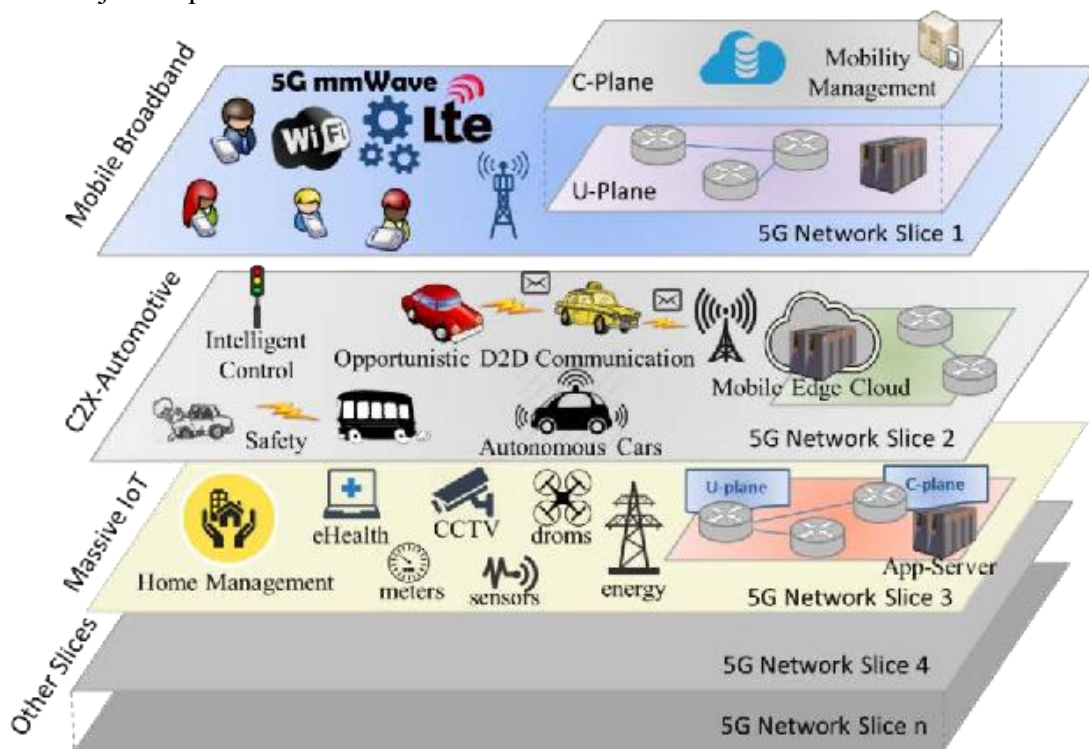 Mobile Broadband
5G mmWave
WiFi
Lte
C-Plane
Mobility
Management
U-Plane
5G Network Slice 1
C2X-Automotive
Intelligent
Control
Opportunistic D2D Communication
Mobile Edge Cloud
Safety
Autonomous Cars
5G Network Slice 2
Massive IoT
Home Management
eHealth
CCTV
droms
meters
sensors
energy
U-plane
C-plane
App-Server
5G Network Slice 3
Other Slices
5G Network Slice 4
5G Network Slice n